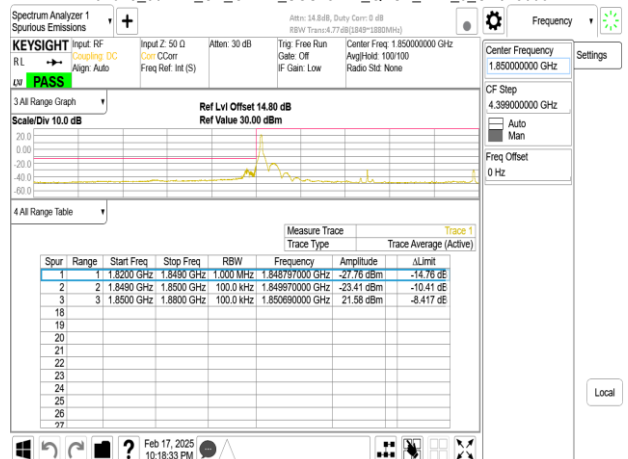 Spectrum Analyzer 1
Spurious Emissions
+
Attn: 14.8dB, Duty Corr: 0 dB
RBW Trans:4.77dB(1849~1880MHz)
Frequency
KEYSIGHT
RL
LXI
PASS
Input: RF
Coupling: DC
Align: Auto
Input Z: 50 Ω
Corr CCorr
Freq Ref: Int (S)
Atten: 30 dB
Trig: Free Run
Gate: Off
IF Gain: Low
Center Freq: 1.850000000 GHz
Avg|Hold: 100/100
Radio Std: None
Center Frequency
1.850000000 GHz
Settings
CF Step
4.399000000 GHz
Auto
Man
Freq Offset
0 Hz
3 All Range Graph
Scale/Div 10.0 dB
Ref Lvl Offset 14.80 dB
Ref Value 30.00 dBm
20.0
0.00
-20.0
-40.0
-60.0
4 All Range Table
Measure Trace Trace 1
Trace Type Trace Average (Active)
Spur Range Start Freq Stop Freq RBW Frequency Amplitude ΔLimit
1 1 1.8200 GHz 1.8490 GHz 1.000 MHz 1.848797000 GHz -27.76 dBm -14.76 dB
2 2 1.8490 GHz 1.8500 GHz 100.0 kHz 1.849970000 GHz -23.41 dBm -10.41 dB
3 3 1.8500 GHz 1.8800 GHz 100.0 kHz 1.850690000 GHz 21.58 dBm -8.417 dB
18
19
20
21
22
23
24
25
26
27
Local
?
Feb 17, 2025
10:18:33 PM